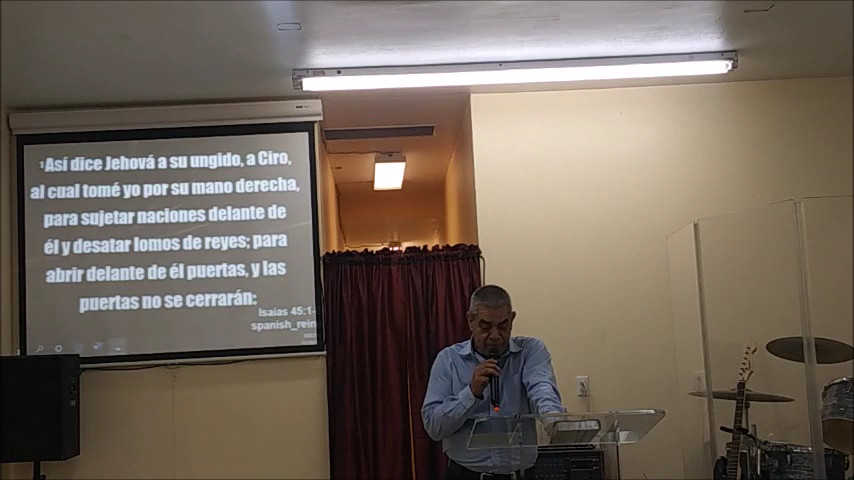 1Así dice Jehová a su ungido, a Ciro,
al cual tomé yo por su mano derecha,
para sujetar naciones delante de
él y desatar lomos de reyes; para
abrir delante de él puertas, y las
puertas no se cerrarán:
Isaias 45:1-
spanish_rein